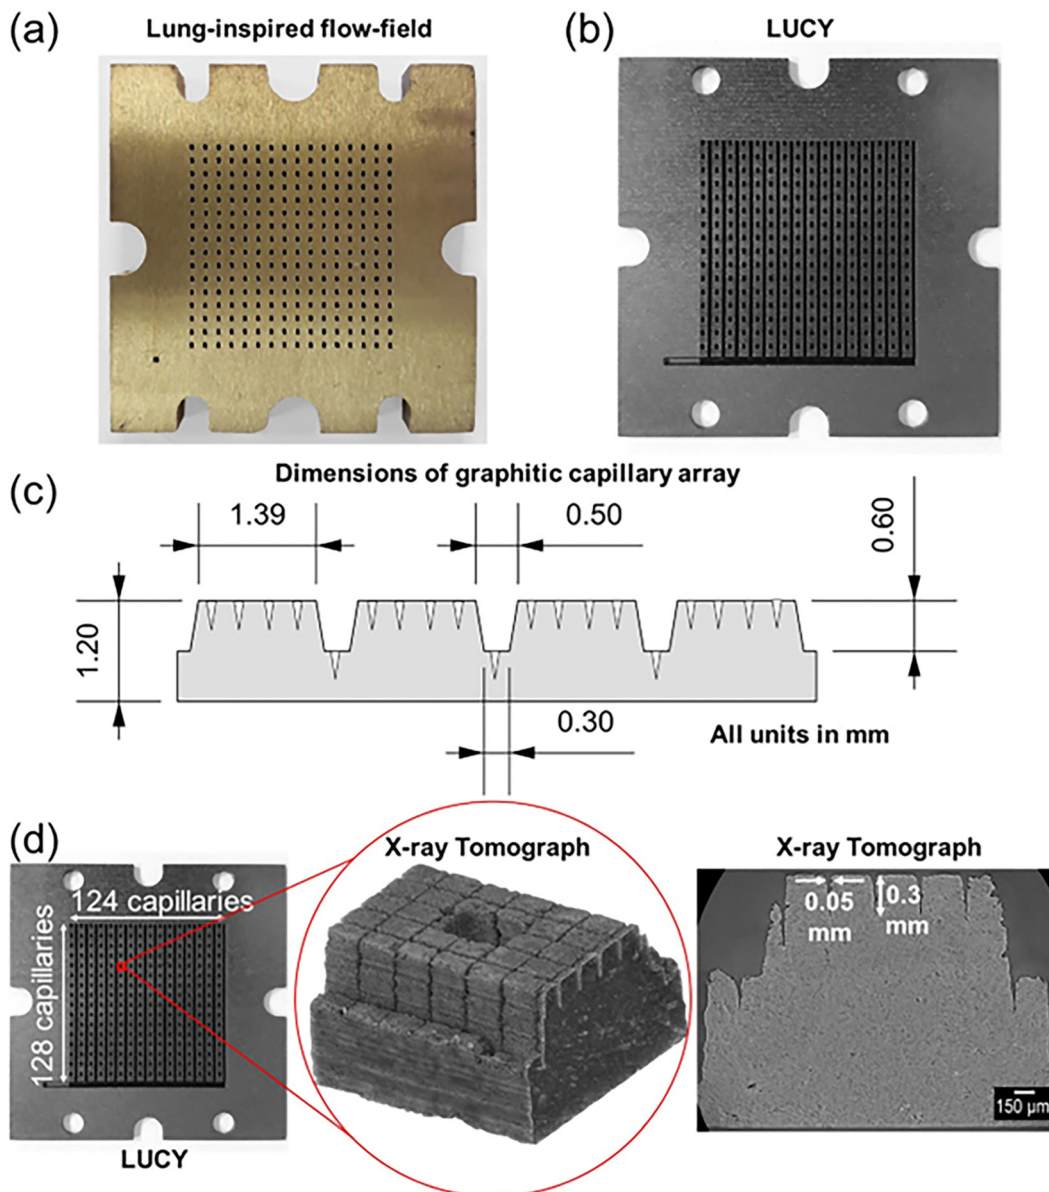 (a)
Lung-inspired flow-field
(b)
LUCY
(c)
Dimensions of graphitic capillary array
1.39
0.50
0.60
1.20
0.30
All units in mm
(d)
124 capillaries
128 capillaries
LUCY
X-ray Tomograph
X-ray Tomograph
0.05
mm
0.3
mm
150 µm